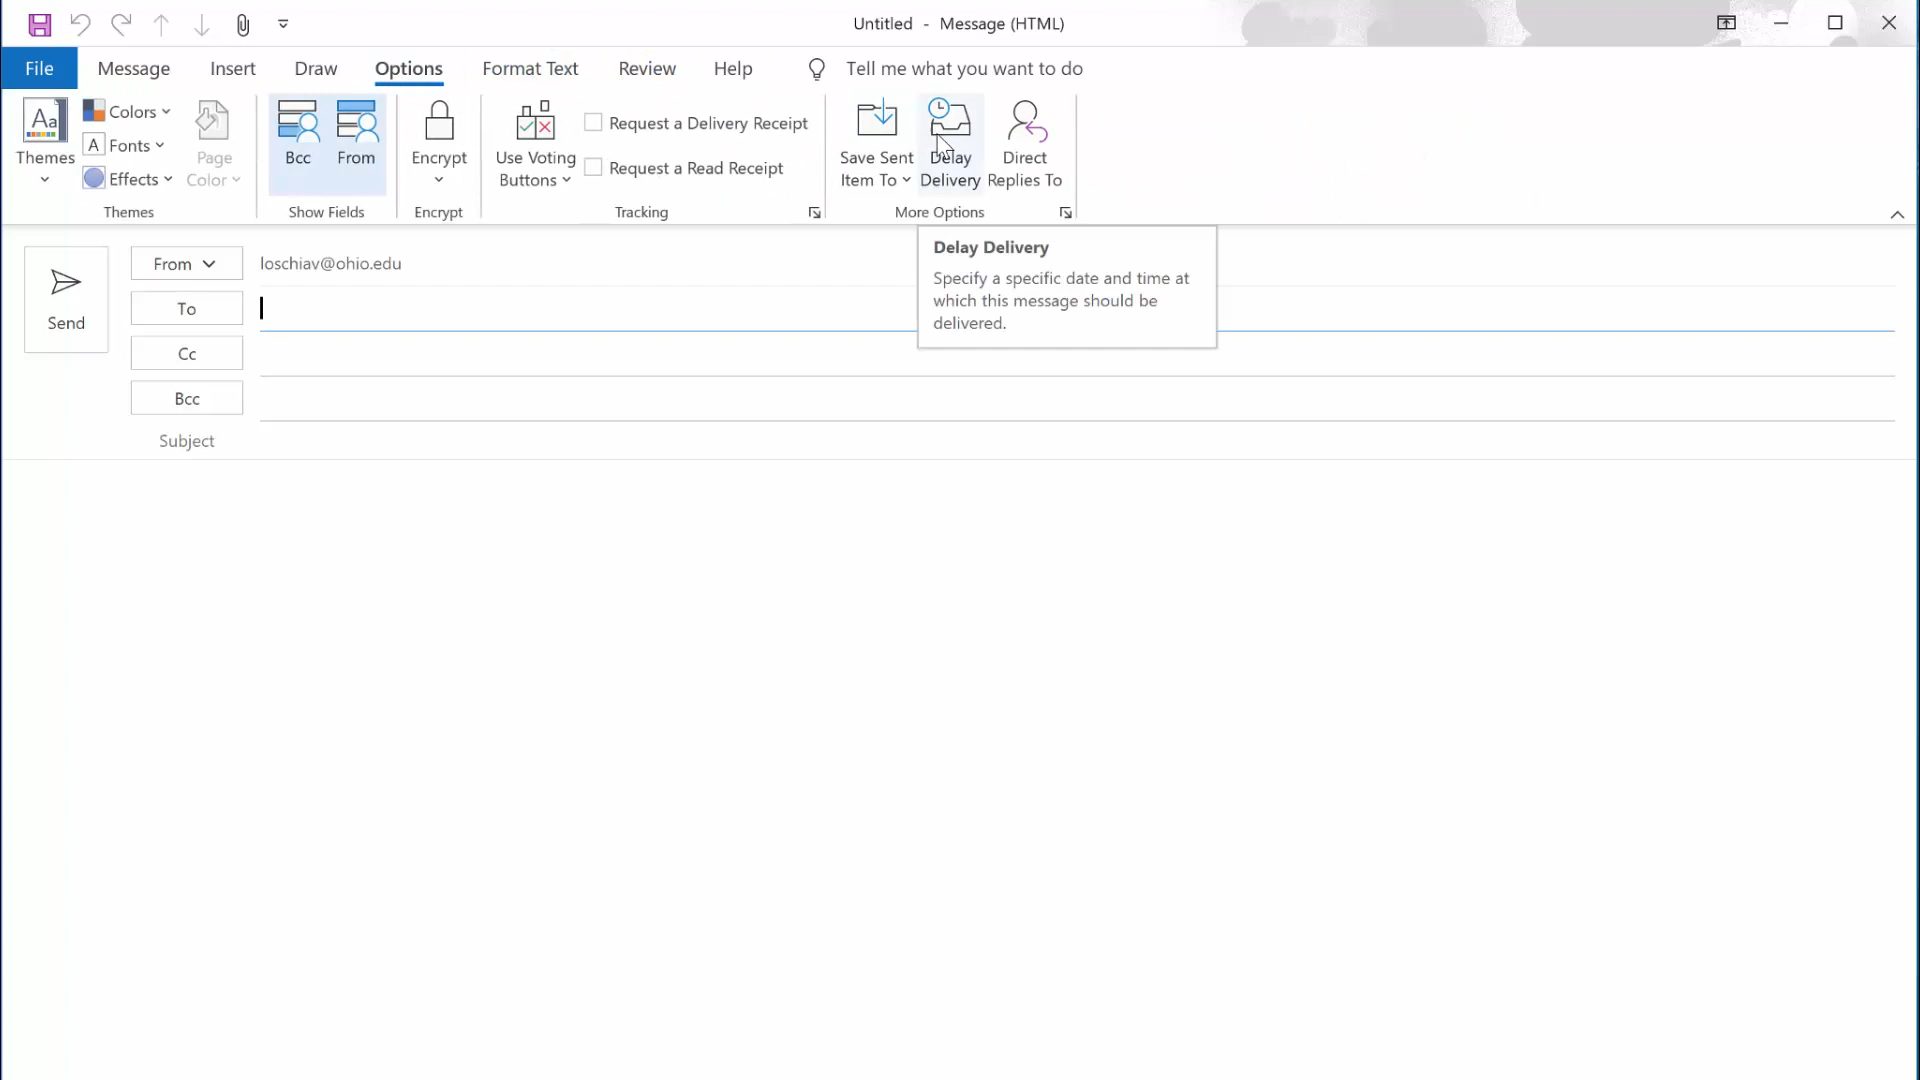 Untitled - Message (HTML)
File Message Insert Draw Options Format Text Review Help Tell me what you want to do
Aa Themes
Colors
A Fonts
Effects
Page Color
Themes
Bcc
From
Show Fields
Encrypt
Encrypt
Use Voting Buttons
Request a Delivery Receipt
Request a Read Receipt
Tracking
Save Sent Item To
Delay Delivery
Direct Replies To
More Options
Delay Delivery
Specify a specific date and time at
which this message should be
delivered.
Send
From loschiav@ohio.edu
To
Cc
Bcc
Subject